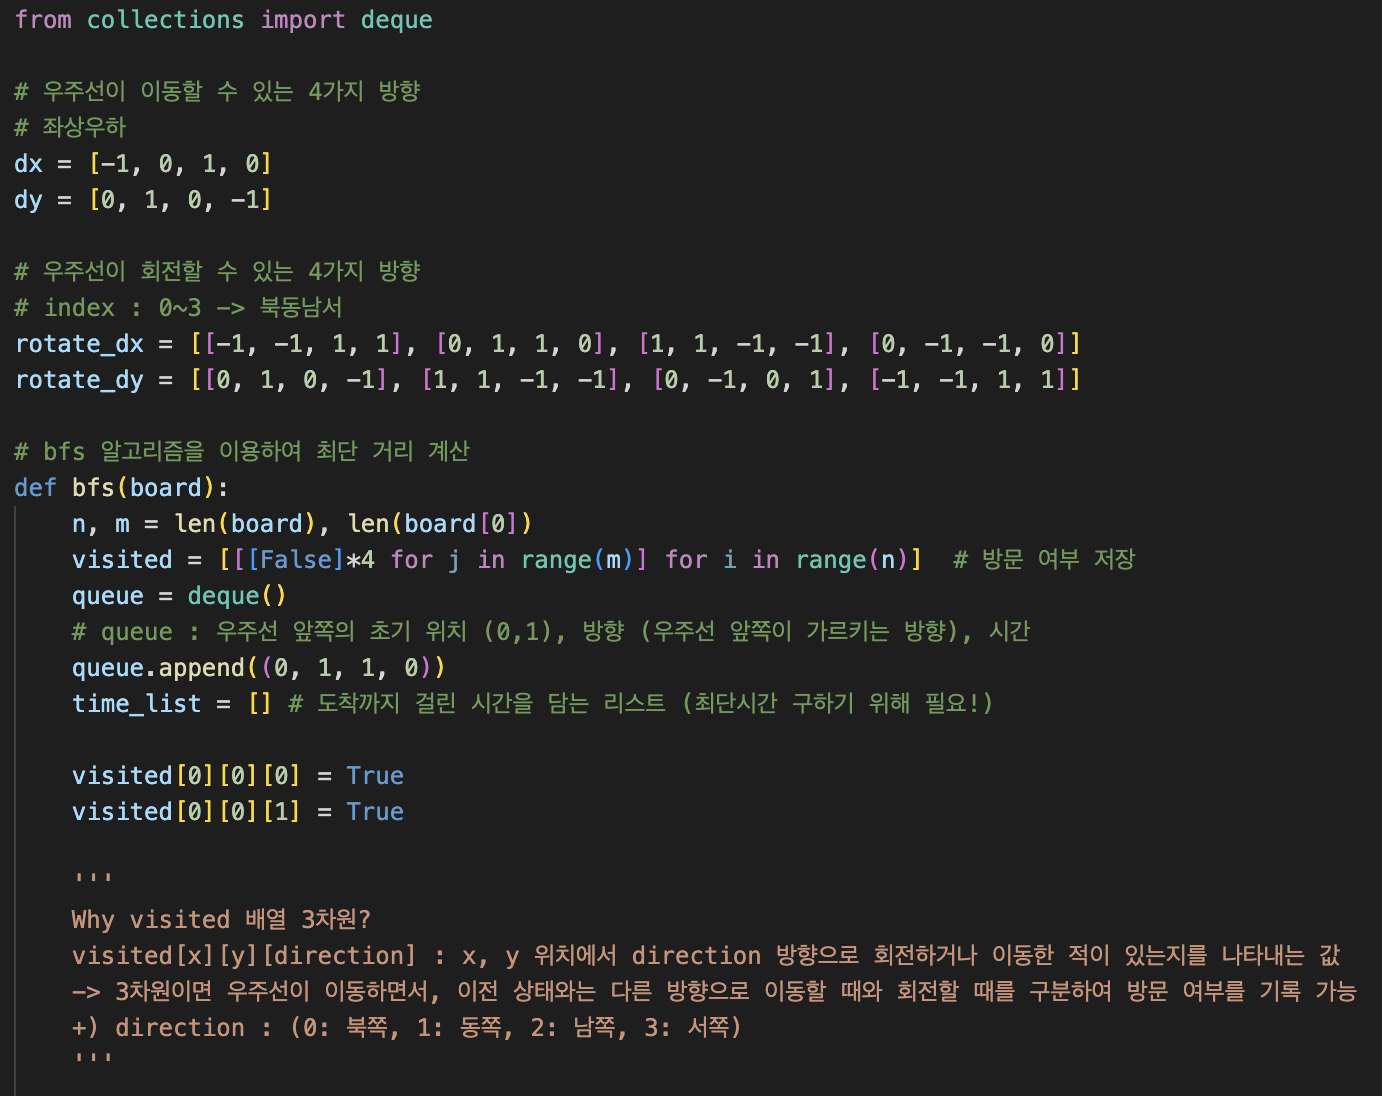 from collections import deque

# 우주선이 이동할 수 있는 4가지 방향
# 좌상우하
dx = [-1, 0, 1, 0]
dy = [0, 1, 0, -1]

# 우주선이 회전할 수 있는 4가지 방향
# index : 0~3 -> 북동남서
rotate_dx = [[-1, -1, 1, 1], [0, 1, 1, 0], [1, 1, -1, -1], [0, -1, -1, 0]]
rotate_dy = [[0, 1, 0, -1], [1, 1, -1, -1], [0, -1, 0, 1], [-1, -1, 1, 1]]

# bfs 알고리즘을 이용하여 최단 거리 계산
def bfs(board):
    n, m = len(board), len(board[0])
    visited = [[[False]*4 for j in range(m)] for i in range(n)]  # 방문 여부 저장
    queue = deque()
    # queue : 우주선 앞쪽의 초기 위치 (0,1), 방향 (우주선 앞쪽이 가르키는 방향), 시간
    queue.append((0, 1, 1, 0))
    time_list = [] # 도착까지 걸린 시간을 담는 리스트 (최단시간 구하기 위해 필요!)

    visited[0][0][0] = True
    visited[0][0][1] = True

    '''
    Why visited 배열 3차원?
    visited[x][y][direction] : x, y 위치에서 direction 방향으로 회전하거나 이동한 적이 있는지를 나타내는 값
    -> 3차원이면 우주선이 이동하면서, 이전 상태와는 다른 방향으로 이동할 때와 회전할 때를 구분하여 방문 여부를 기록 가능
    +) direction : (0: 북쪽, 1: 동쪽, 2: 남쪽, 3: 서쪽)
    '''